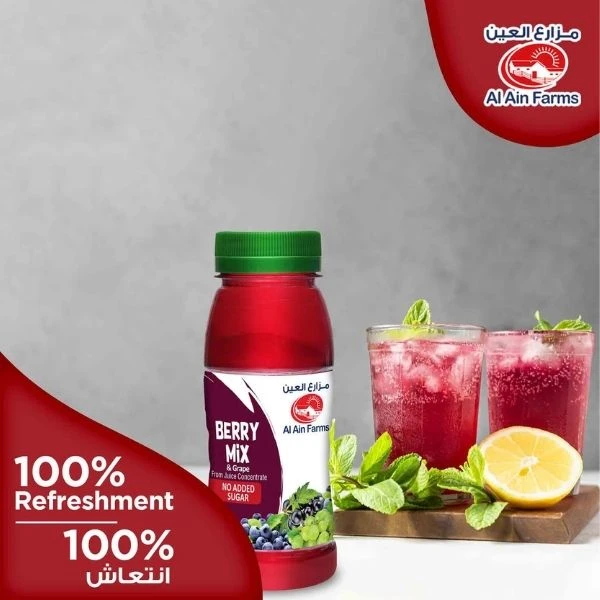 مزارع العين
Al Ain Farms
مزارع العين
Al Ain Farms
BERRY
MiX
& Grape
From Juice Concentrate
NO ADDED
SUGAR
100%
Refreshment
100%
انتعاش